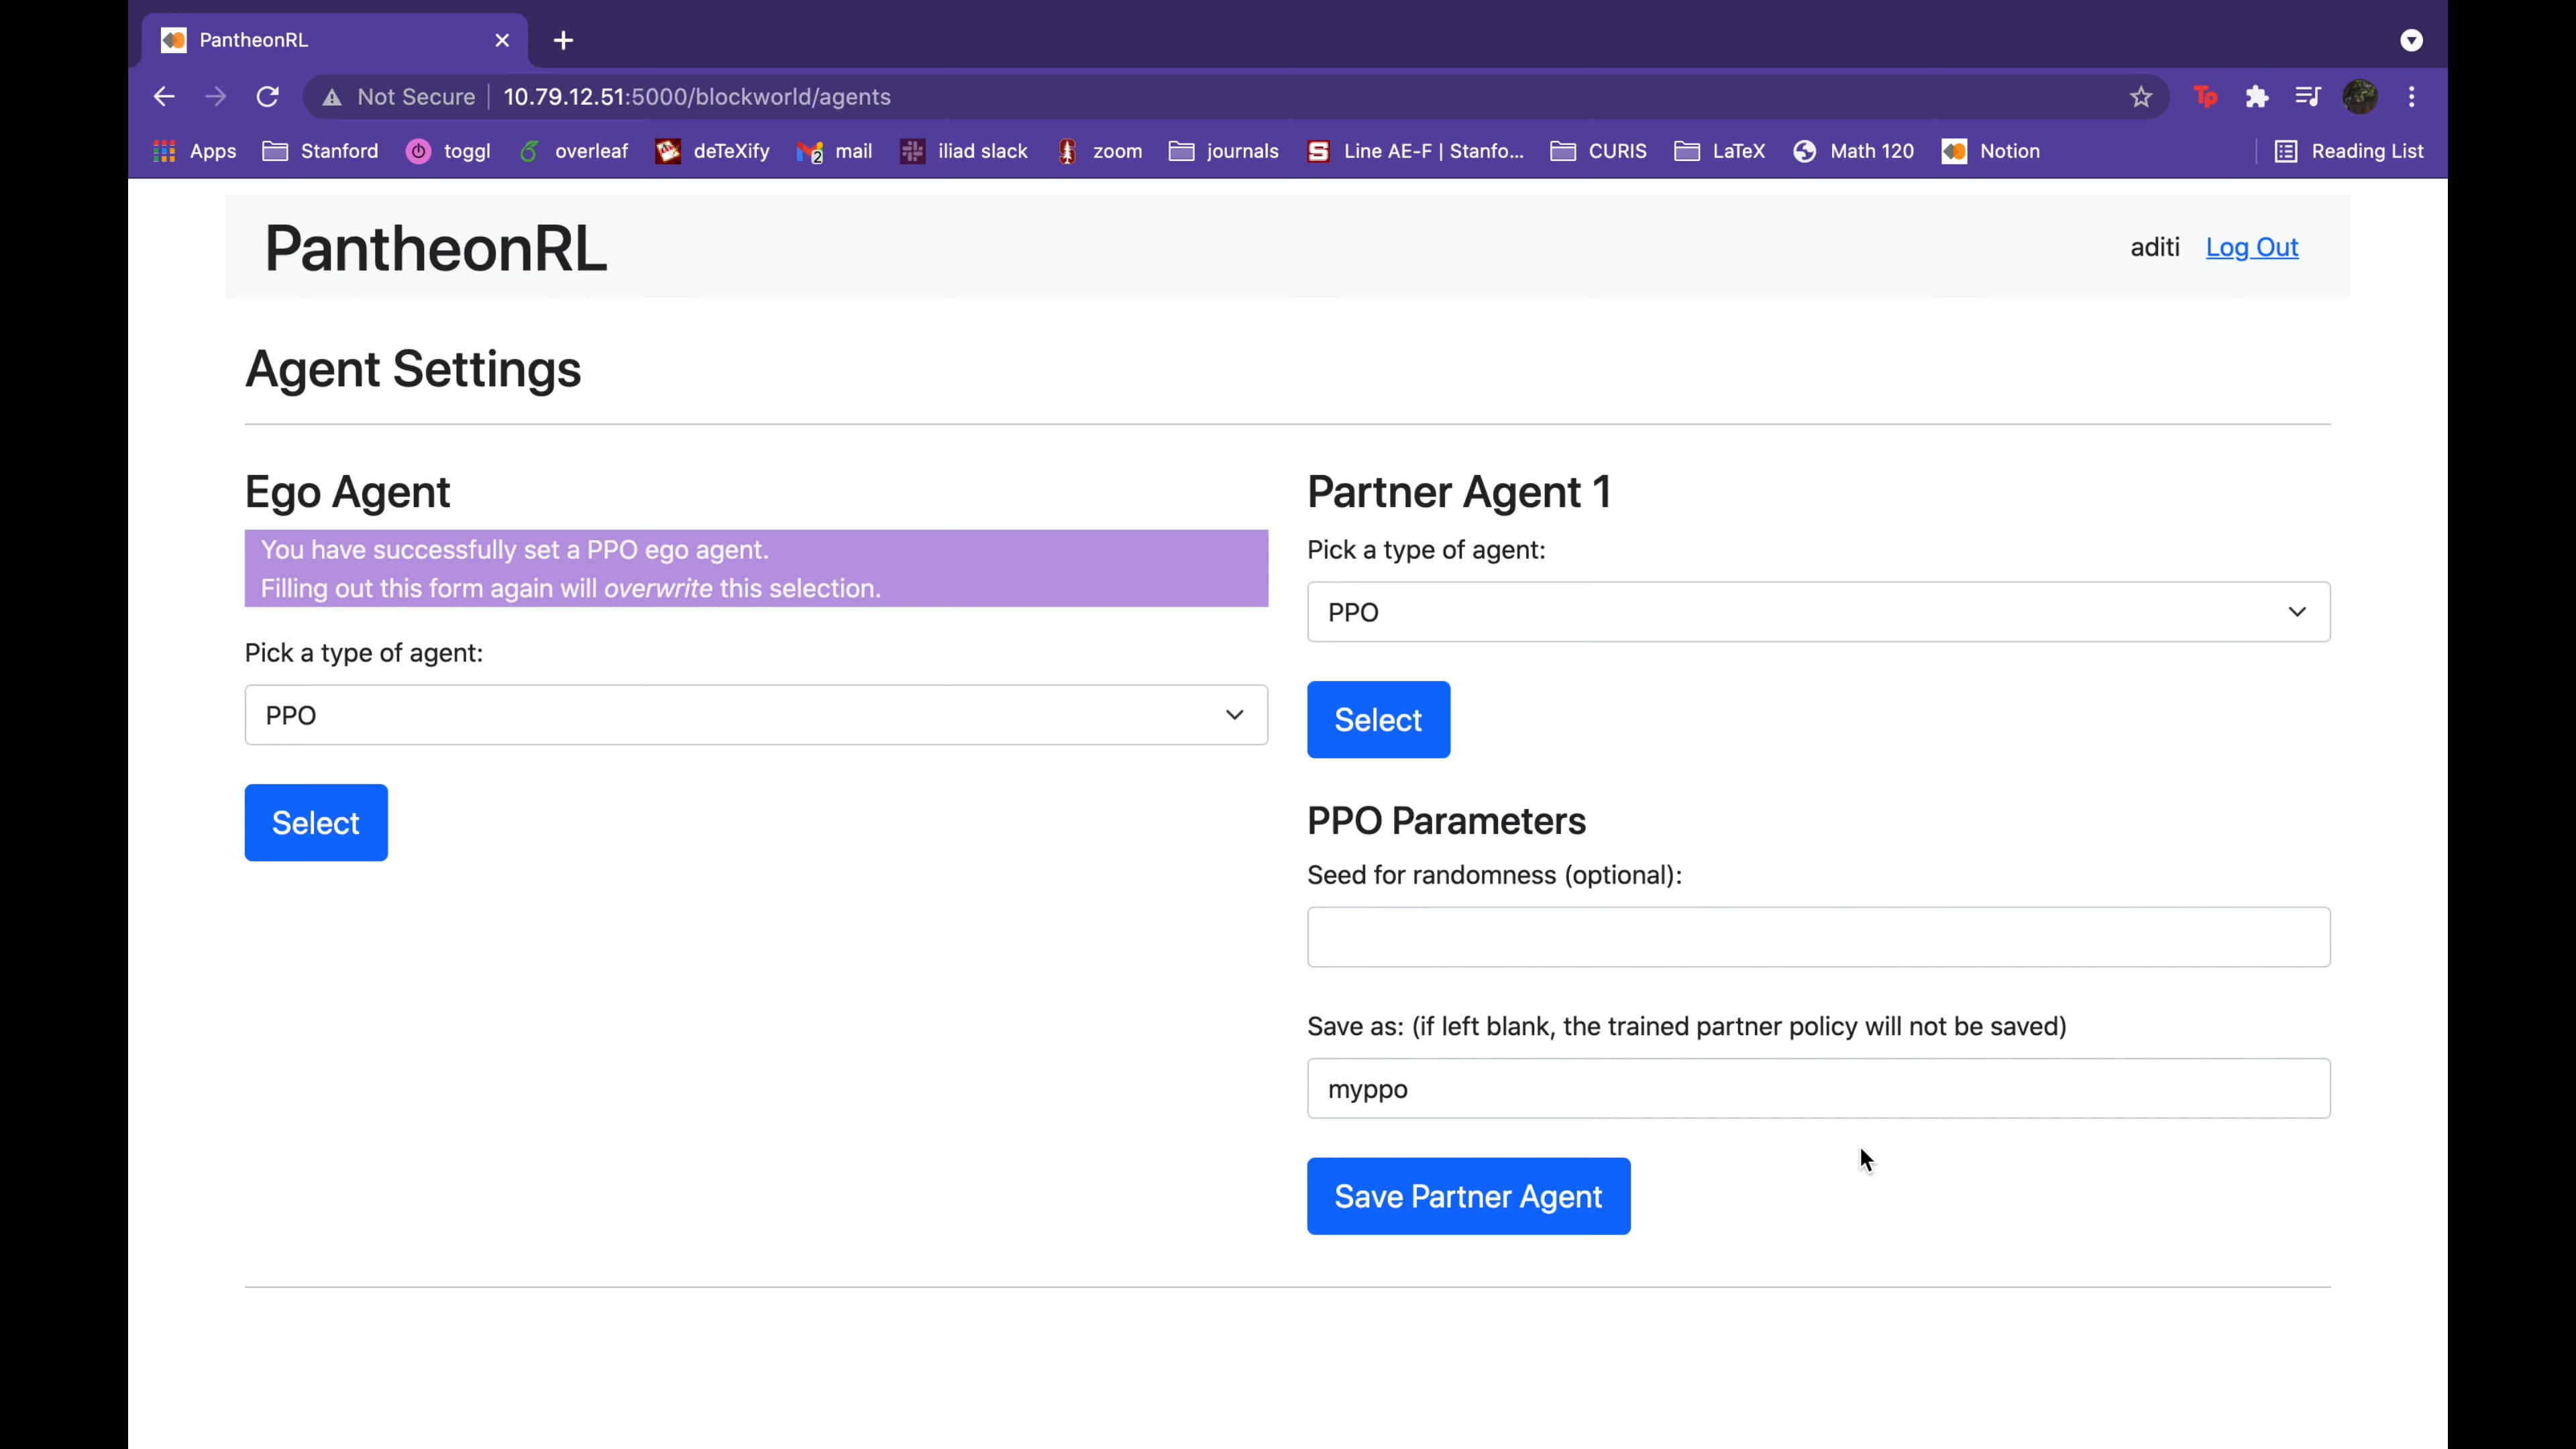 PantheonRL
Not Secure 10.79.12.51:5000/blockworld/agents
Tp
Apps Stanford toggl overleaf deTeXify 2 mail iliad slack zoom journals S Line AE-F | Stanfo... CURIS LaTeX Math 120 Notion Reading List
PantheonRL
aditi Log Out
Agent Settings
Ego Agent
You have successfully set a PPO ego agent.
Filling out this form again will overwrite this selection.
Pick a type of agent:
PPO
Select
Partner Agent 1
Pick a type of agent:
PPO
Select
PPO Parameters
Seed for randomness (optional):
Save as: (if left blank, the trained partner policy will not be saved)
myppo
Save Partner Agent